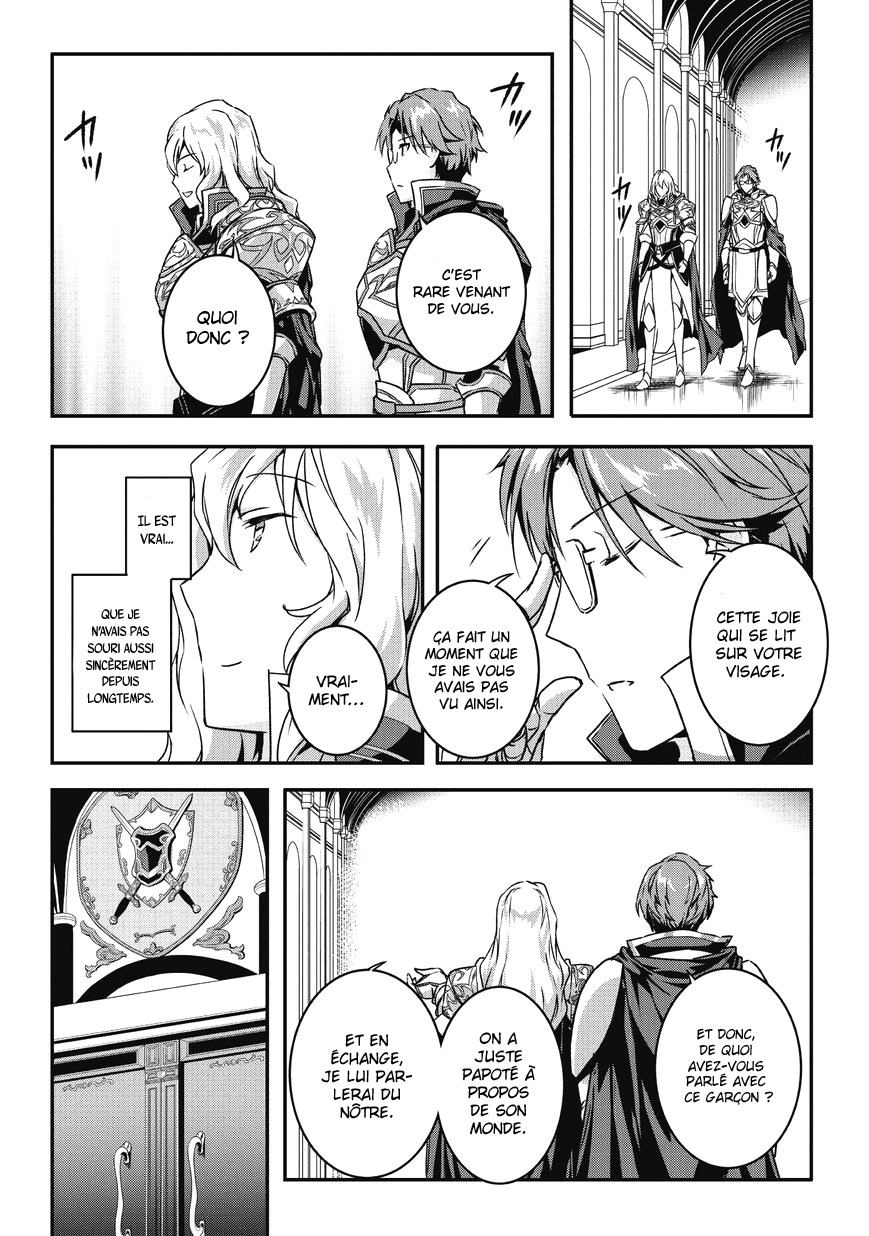 カッ
カッ
C'EST
RARE VENANT
DE VOUS.
カッ
カッ
QUOI
DONC ?
CETTE JOIE
QUI SE LIT
SUR VOTRE
VISAGE.
ÇA FAIT UN
MOMENT QUE
JE NE VOUS
AVAIS PAS
VU AINSI.
VRAI-
MENT...
IL EST
VRAI...
QUE JE
N'AVAIS PAS
SOURI AUSSI
SINCÈREMENT
DEPUIS
LONGTEMPS.
ET DONC,
DE QUOI
AVEZ-VOUS
PARLÉ AVEC
CE GARÇON ?
ON A
JUSTE
PAPOTÉ À
PROPOS
DE SON
MONDE.
ET EN
ÉCHANGE,
JE LUI PAR-
LERAI DU
NÔTRE.